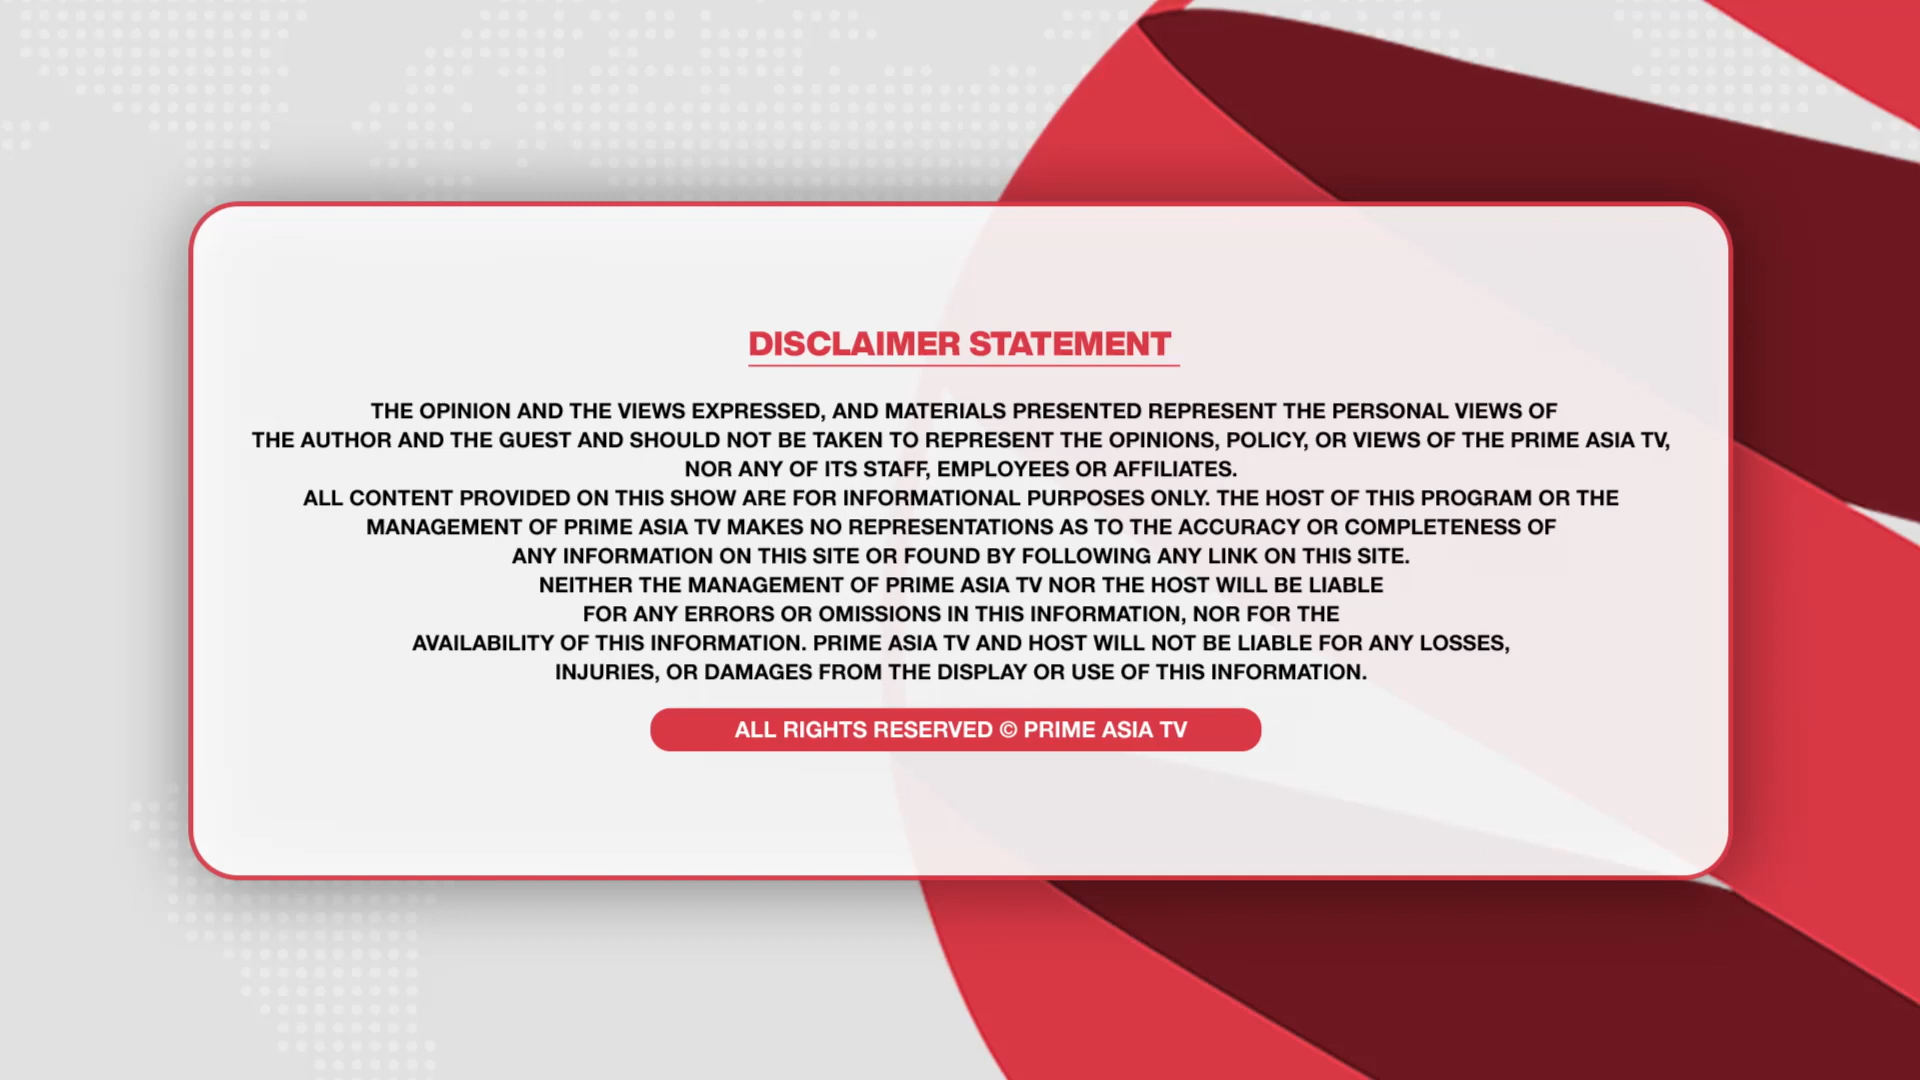 DISCLAIMER STATEMENT
THE OPINION AND THE VIEWS EXPRESSED, AND MATERIALS PRESENTED REPRESENT THE PERSONAL VIEWS OF
THE AUTHOR AND THE GUEST AND SHOULD NOT BE TAKEN TO REPRESENT THE OPINIONS, POLICY, OR VIEWS OF THE PRIME ASIA TV,
NOR ANY OF ITS STAFF, EMPLOYEES OR AFFILIATES.
ALL CONTENT PROVIDED ON THIS SHOW ARE FOR INFORMATIONAL PURPOSES ONLY. THE HOST OF THIS PROGRAM OR THE
MANAGEMENT OF PRIME ASIA TV MAKES NO REPRESENTATIONS AS TO THE ACCURACY OR COMPLETENESS OF
ANY INFORMATION ON THIS SITE OR FOUND BY FOLLOWING ANY LINK ON THIS SITE.
NEITHER THE MANAGEMENT OF PRIME ASIA TV NOR THE HOST WILL BE LIABLE
FOR ANY ERRORS OR OMISSIONS IN THIS INFORMATION, NOR FOR THE
AVAILABILITY OF THIS INFORMATION. PRIME ASIA TV AND HOST WILL NOT BE LIABLE FOR ANY LOSSES,
INJURIES, OR DAMAGES FROM THE DISPLAY OR USE OF THIS INFORMATION.
ALL RIGHTS RESERVED © PRIME ASIA TV